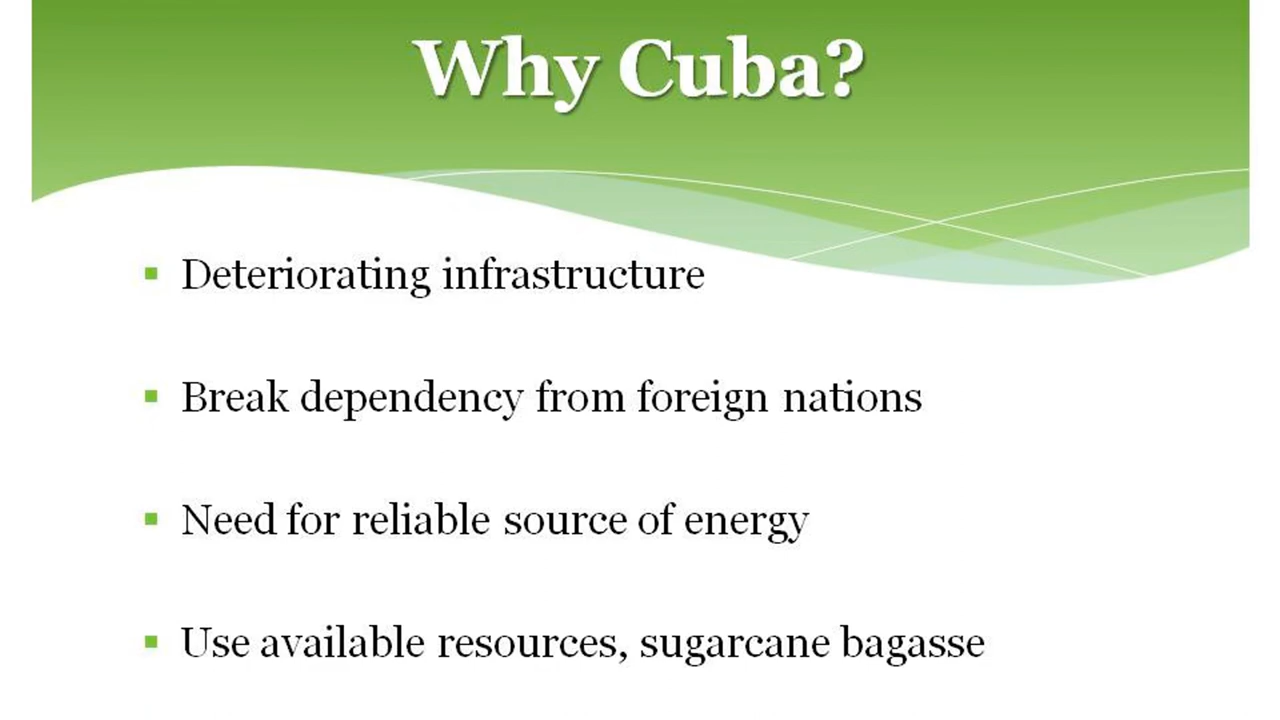 Why Cuba?
▪ Deteriorating infrastructure
▪ Break dependency from foreign nations
▪ Need for reliable source of energy
▪ Use available resources, sugarcane bagasse